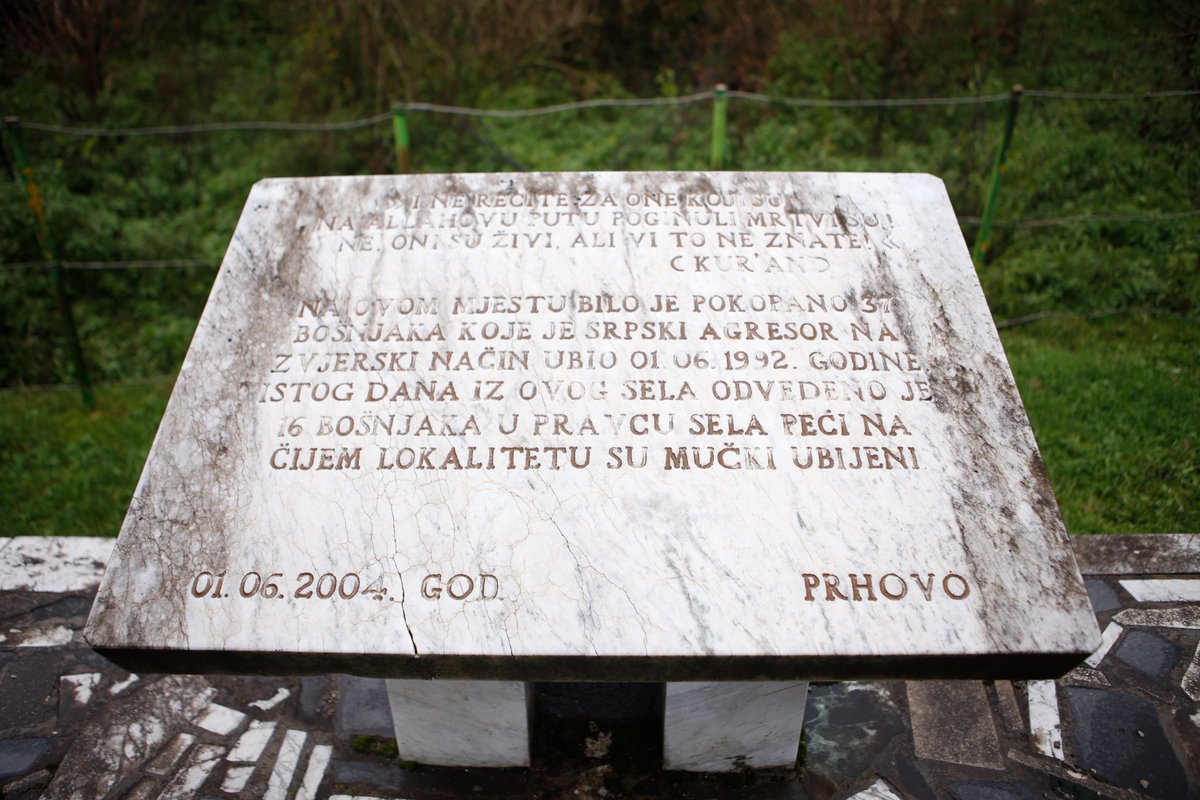 I NE RECITE ZA ONE KOJI SU
NA ALLAHOVU PUTU POGINULI MRTVI SU!
NE, ONI SU ŽIVI, ALI VI TO NE ZNATE!«
(KUR'AN)
NA OVOM MJESTU BILO JE POKOPANO 37
BOŠNJAKA KOJE JE SRPSKI AGRESOR NA
ZVJERSKI NAČIN UBIO 01.06.1992. GODINE
ISTOG DANA IZ OVOG SELA ODVEDENO JE
16 BOŠNJAKA U PRAVCU SELA PEĆI NA
ČIJEM LOKALITETU SU MUČKI UBIJENI
01.06.2004. GOD. PRHOVO